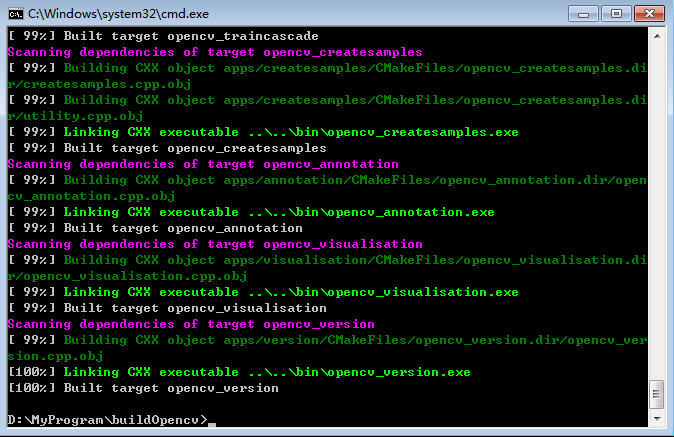 C:\Windows\system32\cmd.exe
[ 99%] Built target opencv_traincascade
Scanning dependencies of target opencv_createsamples
[ 99%] Building CXX object apps/createsamples/CMakeFiles/opencv_createsamples.di
r/createsamples.cpp.obj
[ 99%] Building CXX object apps/createsamples/CMakeFiles/opencv_createsamples.di
r/utility.cpp.obj
[ 99%] Linking CXX executable ..\..\bin\opencv_createsamples.exe
[ 99%] Built target opencv_createsamples
Scanning dependencies of target opencv_annotation
[ 99%] Building CXX object apps/annotation/CMakeFiles/opencv_annotation.dir/open
cv_annotation.cpp.obj
[ 99%] Linking CXX executable ..\..\bin\opencv_annotation.exe
[ 99%] Built target opencv_annotation
Scanning dependencies of target opencv_visualisation
[ 99%] Building CXX object apps/visualisation/CMakeFiles/opencv_visualisation.di
r/opencv_visualisation.cpp.obj
[ 99%] Linking CXX executable ..\..\bin\opencv_visualisation.exe
[ 99%] Built target opencv_visualisation
Scanning dependencies of target opencv_version
[ 99%] Building CXX object apps/version/CMakeFiles/opencv_version.dir/opencv_ver
sion.cpp.obj
[100%] Linking CXX executable ..\..\bin\opencv_version.exe
[100%] Built target opencv_version
D:\MyProgram\buildOpencv>